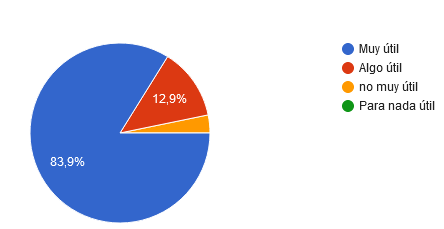 Muy útil
Algo útil
no muy útil
Para nada útil
12,9%
83,9%